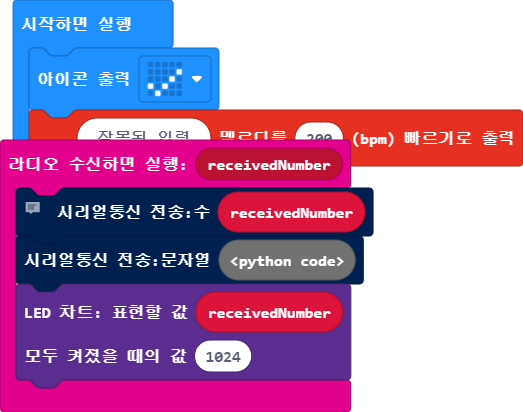 시작하면 실행
아이콘 출력
잘못된 입력 멜로디를 200 (bpm) 빠르기로 출력
라디오 수신하면 실행: receivedNumber
시리얼통신 전송:수 receivedNumber
시리얼통신 전송:문자열 <python code>
LED 차트: 표현할 값 receivedNumber
모두 켜졌을 때의 값 1024